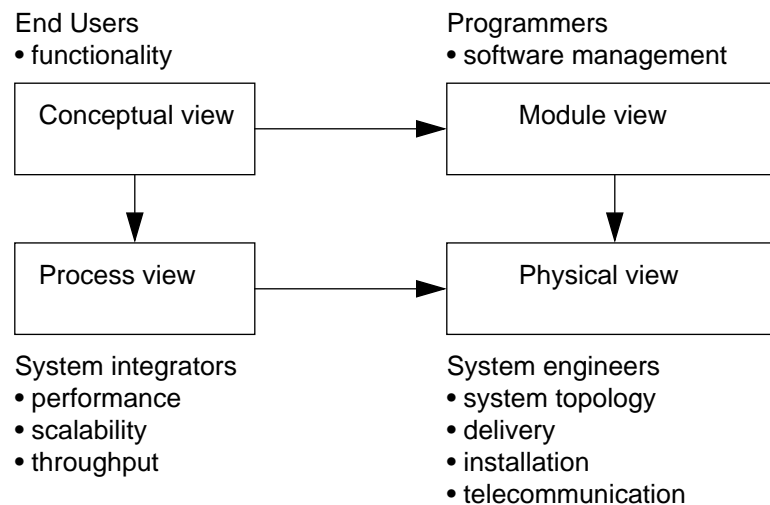 End Users
• functionality
Programmers
• software management
Conceptual view
Module view
Process view
Physical view
System integrators
• performance
• scalability
• throughput
System engineers
• system topology
• delivery
• installation
• telecommunication